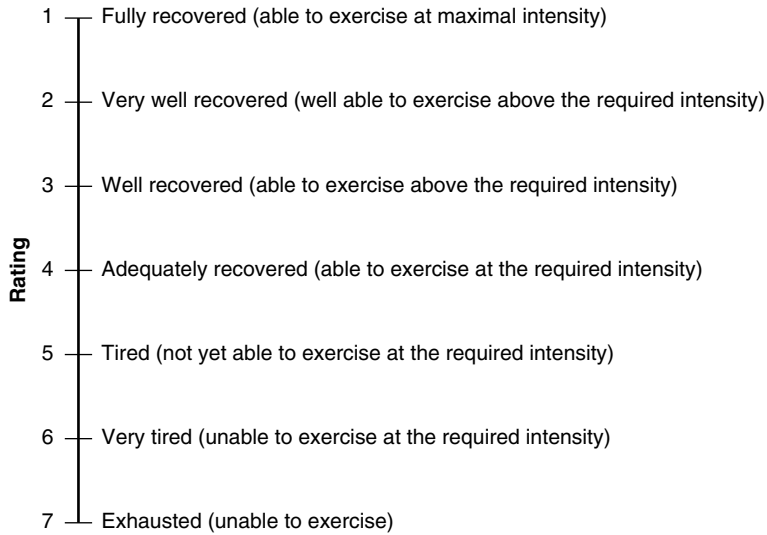 1 Fully recovered (able to exercise at maximal intensity)
2 Very well recovered (well able to exercise above the required intensity)
3 Well recovered (able to exercise above the required intensity)
Rating
4 Adequately recovered (able to exercise at the required intensity)
5 Tired (not yet able to exercise at the required intensity)
6 Very tired (unable to exercise at the required intensity)
7 Exhausted (unable to exercise)